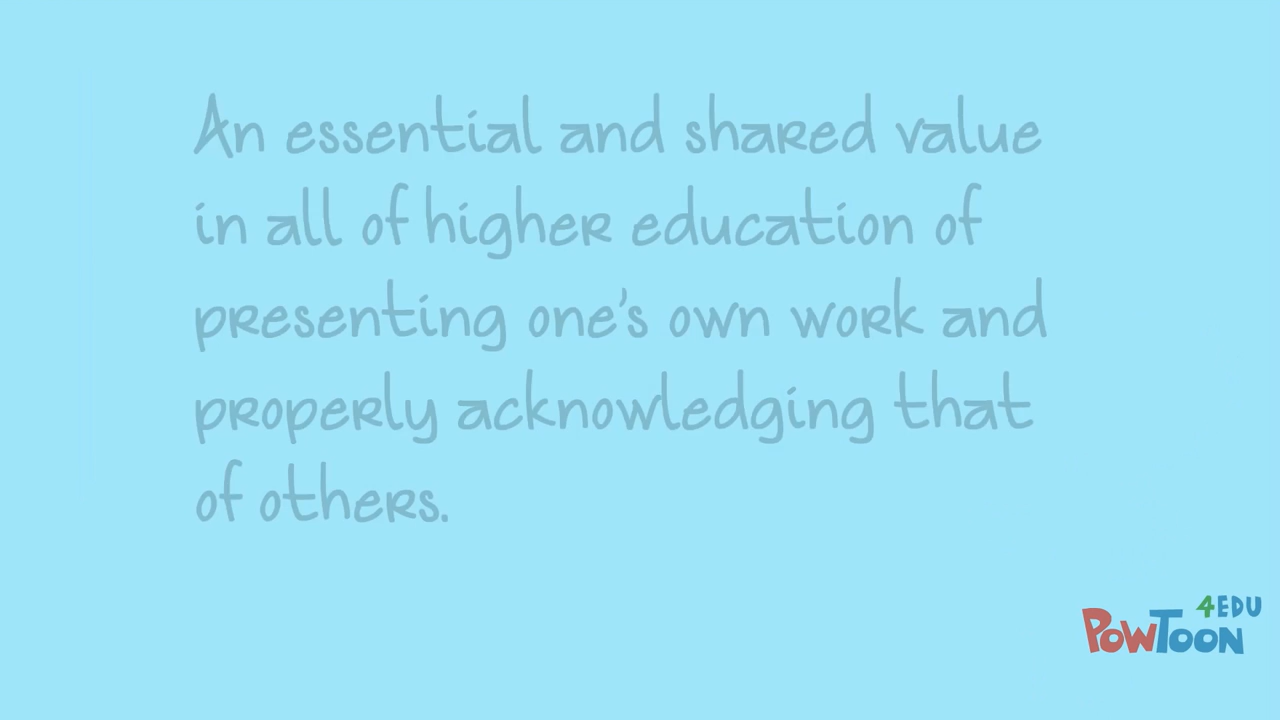 An essential and shared value
in all of higher education of
presenting one's own work and
properly acknowledging that
of others.
4EDU
POWTOON